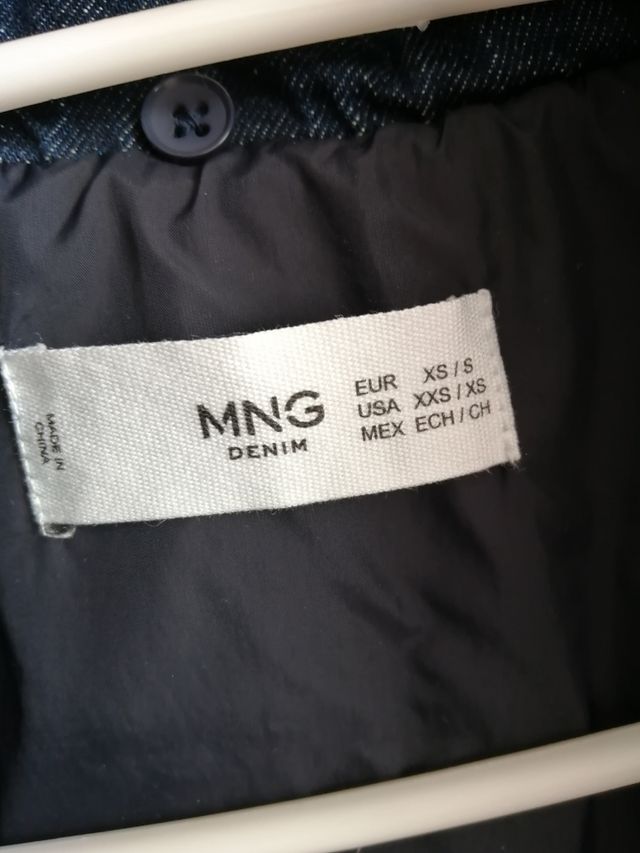 MADE IN
CHINA
MNG
DENIM
EUR XS / S
USA XXS / XS
MEX ECH / CH